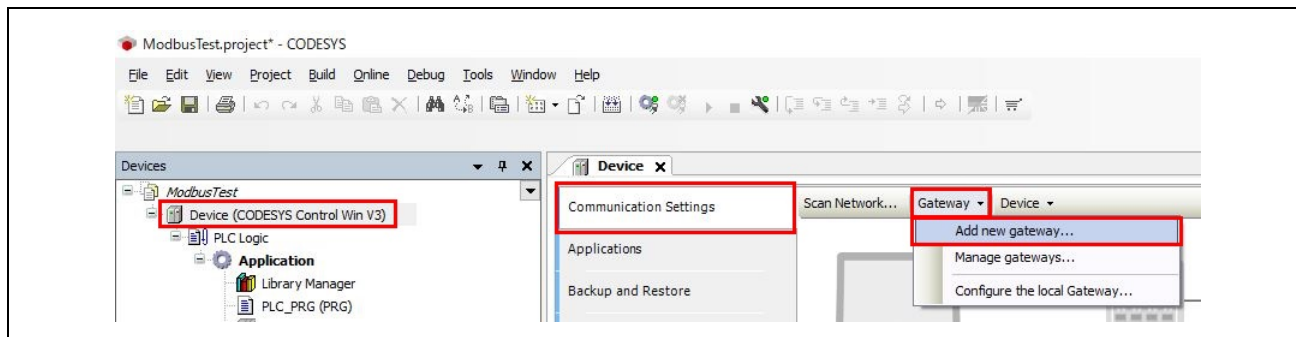 ModbusTest.project* - CODESYS
File Edit View Project Build Online Debug Tools Window Help
Devices
ModbusTest
Device (CODESYS Control Win V3)
PLC Logic
Application
Library Manager
PLC_PRG (PRG)
Device
Communication Settings
Applications
Backup and Restore
Scan Network... Gateway Device
Add new gateway...
Manage gateways...
Configure the local Gateway...